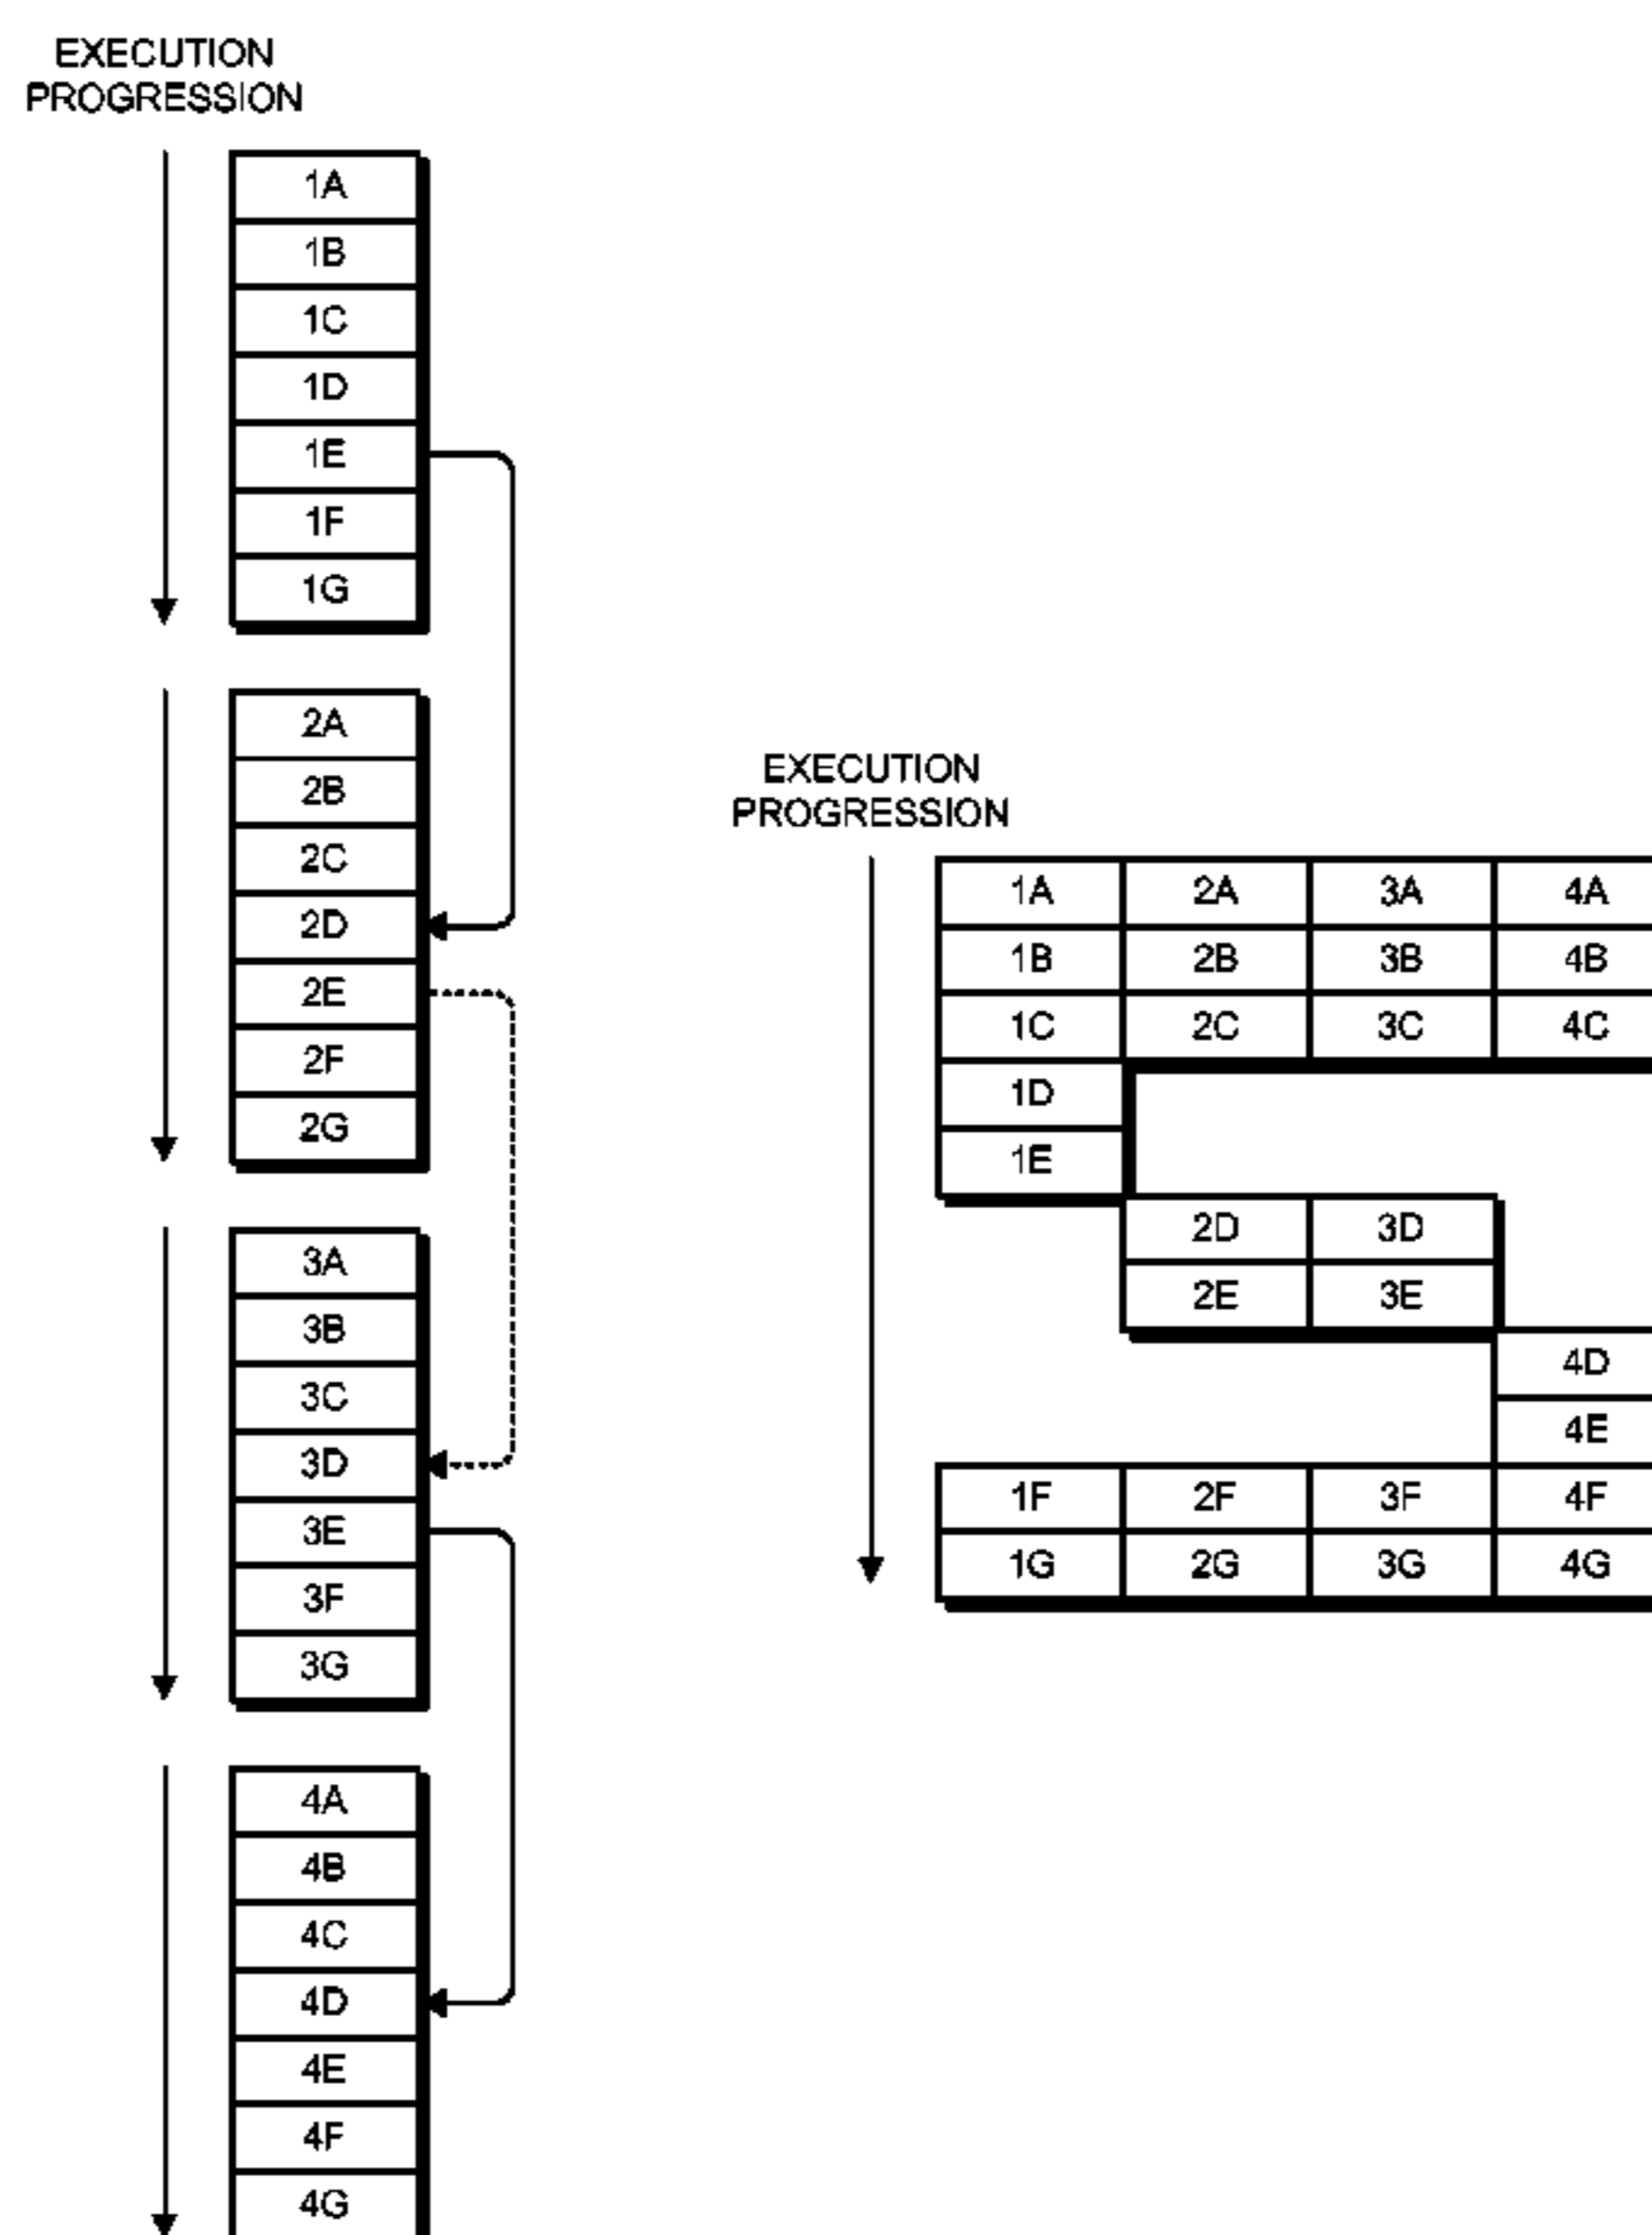 EXECUTION
PROGRESSION
1A
1B
1C
1D
1E
1F
1G
2A
2B
2C
2D
2E
2F
2G
3A
3B
3C
3D
3E
3F
3G
4A
4B
4C
4D
4E
4F
4G
EXECUTION
PROGRESSION
1A 2A 3A 4A
1B 2B 3B 4B
1C 2C 3C 4C
1D
1E
2D 3D
2E 3E
4D
4E
1F 2F 3F 4F
1G 2G 3G 4G